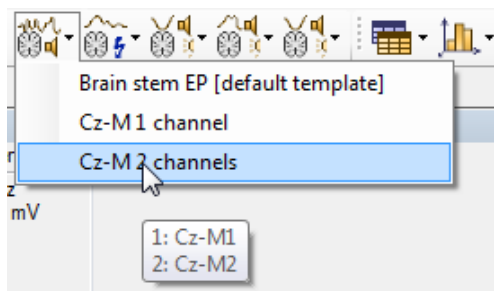 Brain stem EP [default template]
Cz-M 1 channel
Cz-M 2 channels
z
mV
1: Cz-M1
2: Cz-M2